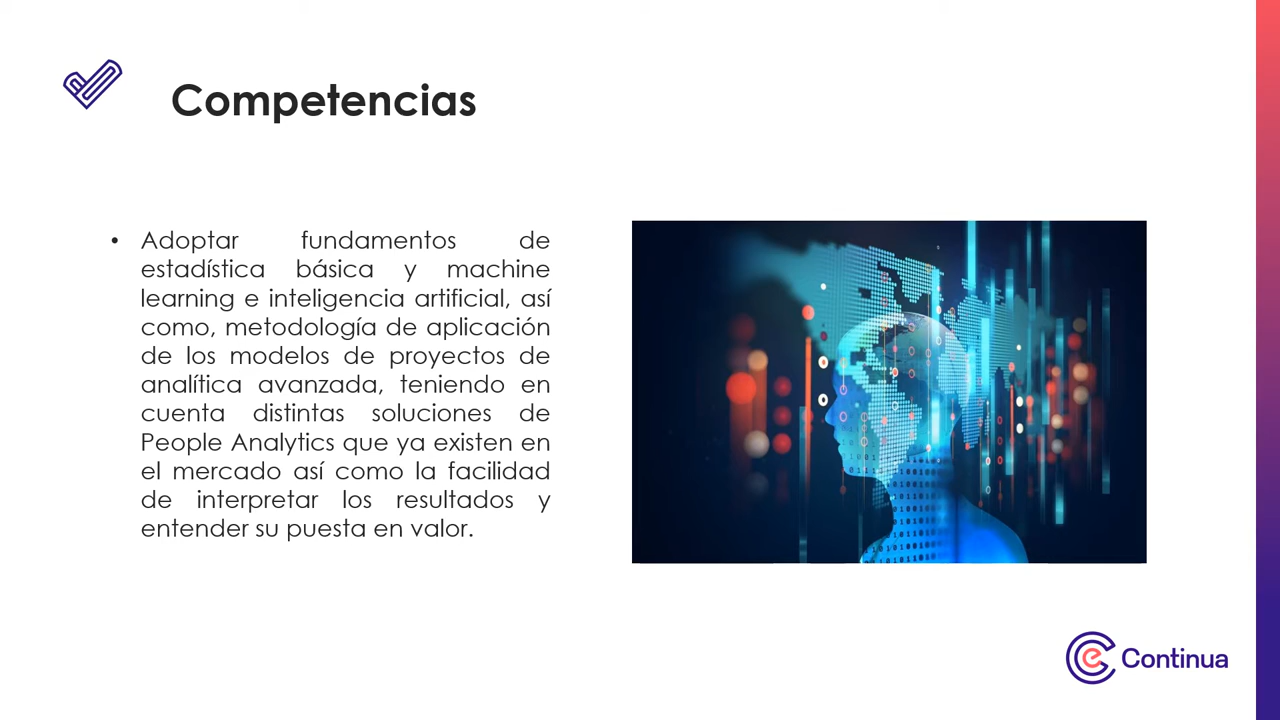 Competencias
• Adoptar fundamentos de
estadística básica y machine
learning e inteligencia artificial, así
como, metodología de aplicación
de los modelos de proyectos de
analítica avanzada, teniendo en
cuenta distintas soluciones de
People Analytics que ya existen en
el mercado así como la facilidad
de interpretar los resultados y
entender su puesta en valor.
Continua